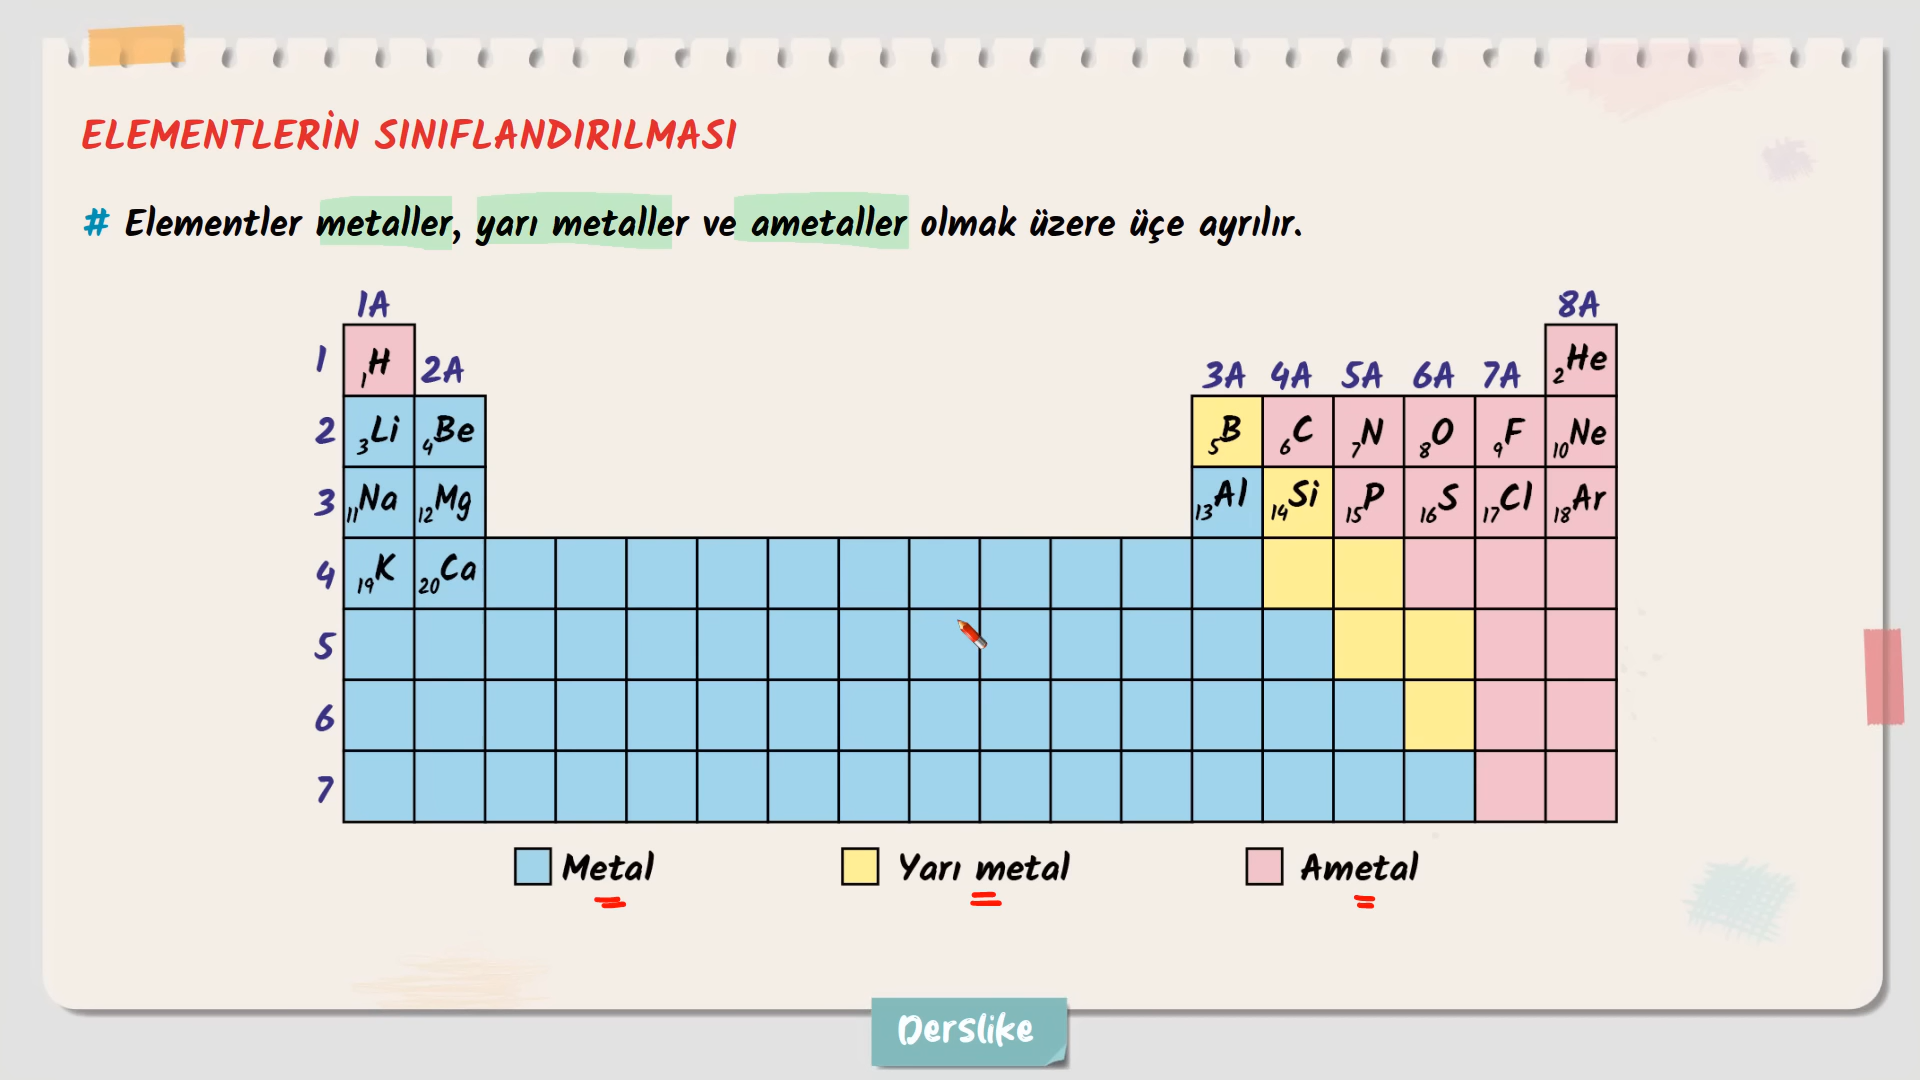 ELEMENTLERİN SINIFLANDIRILMASI
# Elementler metaller, yarı metaller ve ametaller olmak üzere üçe ayrılır.
1A 8A
1 1H 2A 3A 4A 5A 6A 7A 2He
2 3Li 4Be 5B 6C 7N 8O 9F 10Ne
3 11Na 12Mg 13Al 14Si 15P 16S 17Cl 18Ar
4 19K 20Ca
5
6
7
Metal Yarı metal Ametal
Derslike